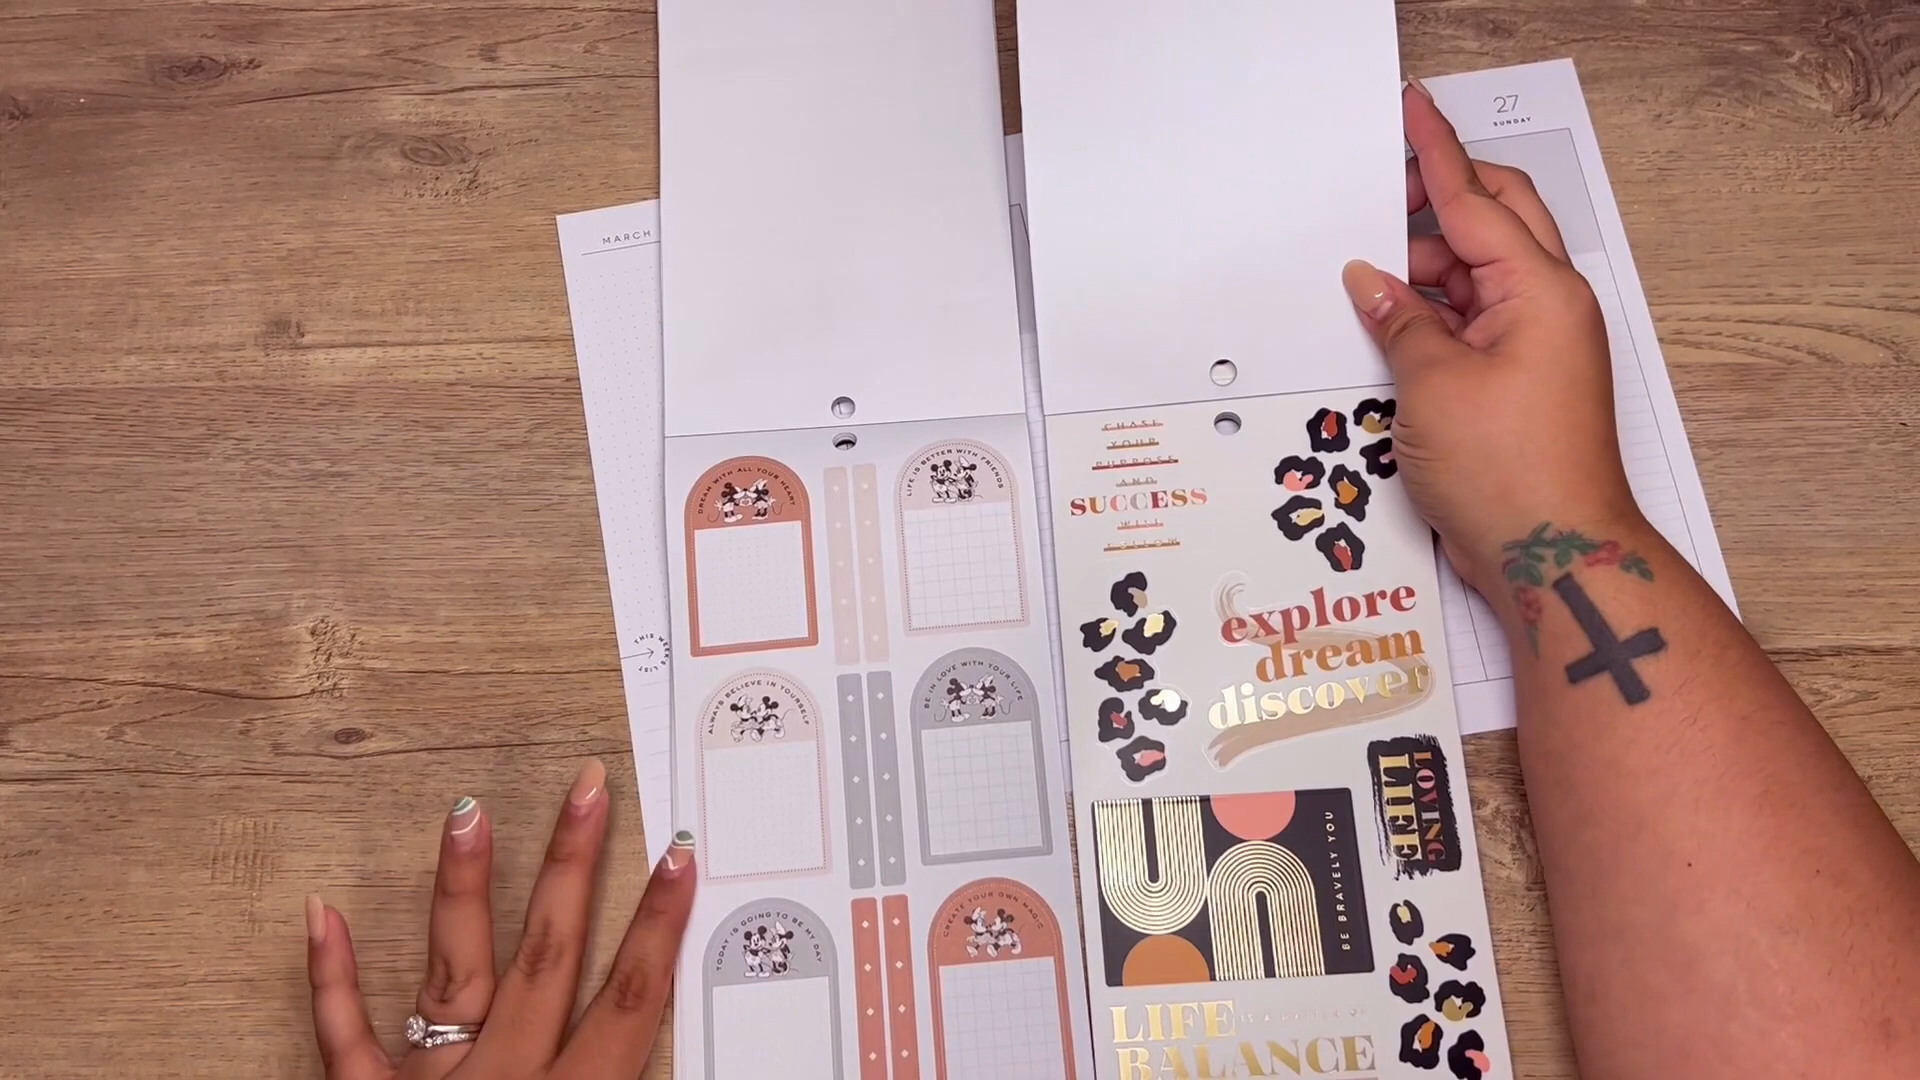 27
SUNDAY
MARCH
THIS WEEK'S LIST
DREAM WITH ALL YOUR HEART
LIFE IS BETTER WITH FRIENDS
ALWAYS BELIEVE IN YOURSELF
BE IN LOVE WITH YOUR LIFE
TODAY IS GOING TO BE MY DAY
CREATE YOUR OWN MAGIC
CHASE
YOUR
PURPOSE
AND
SUCCESS
WILL
FOLLOW
explore
dream
discover
LOVING
LIFE
BE BRAVELY YOU
LIFE IS A MATTER OF
BALANCE